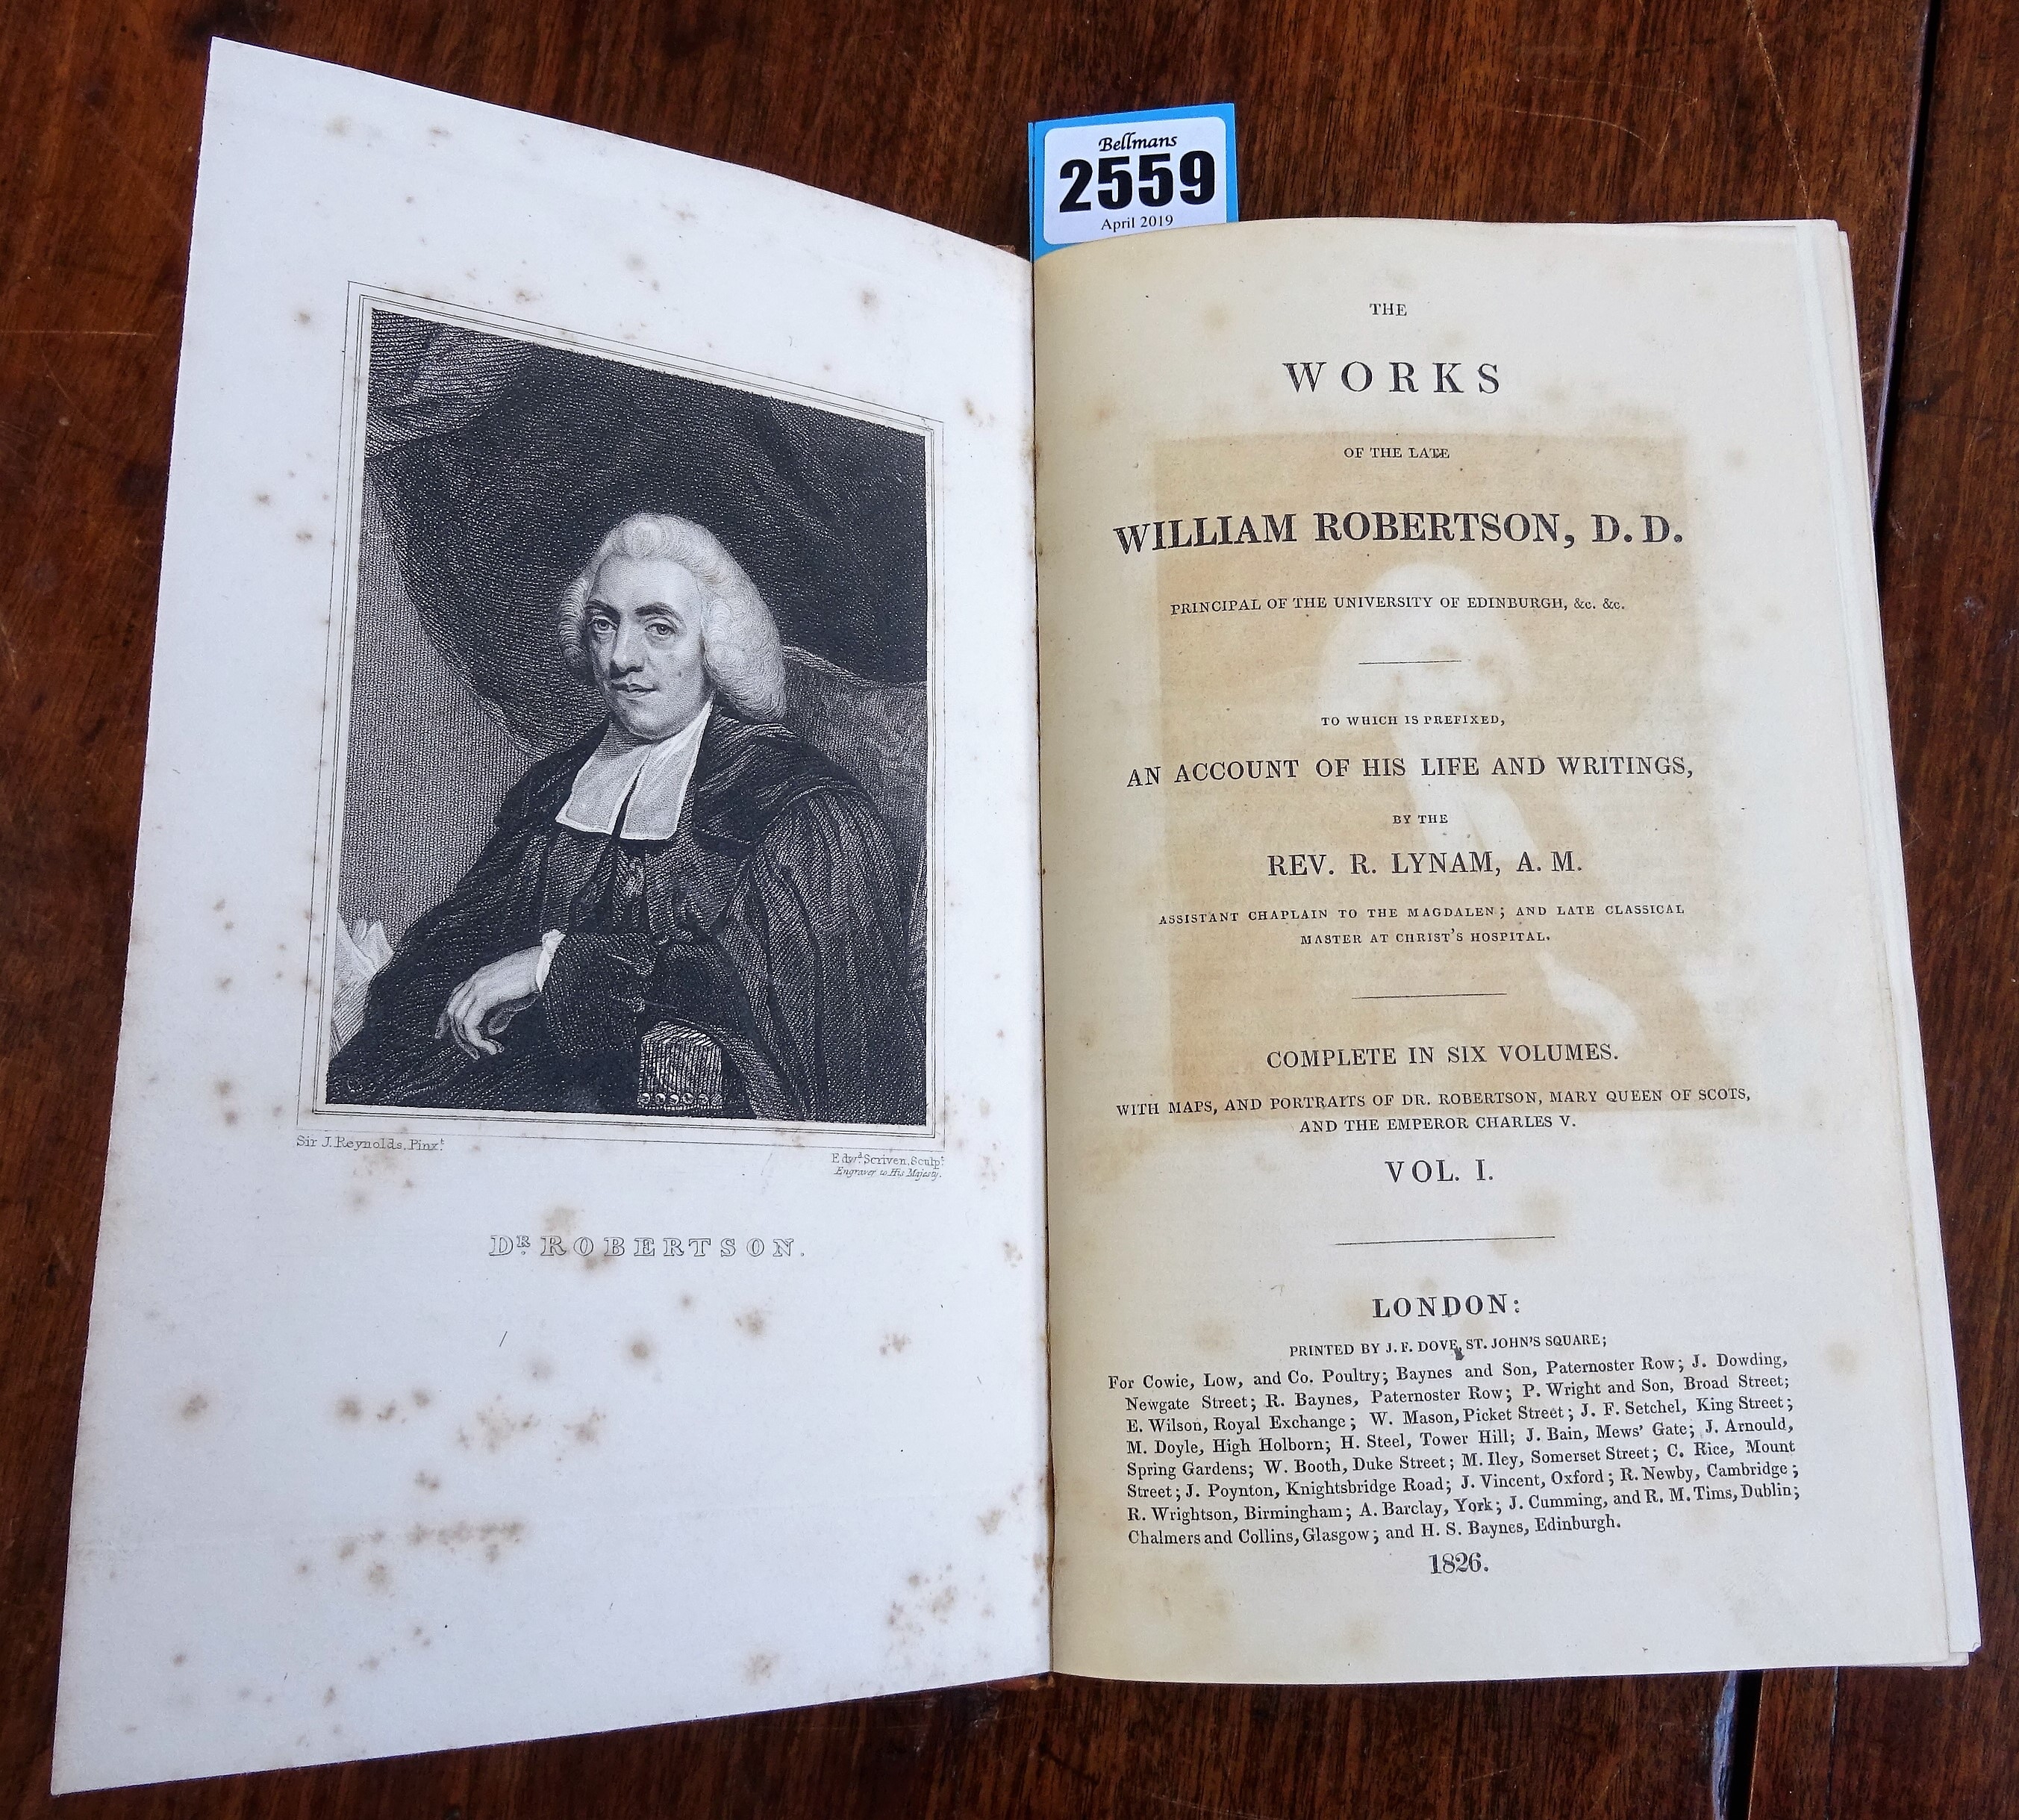 Bellmans
2559
April 2019
Sir J. Reynolds, Pinxt.
Edwd. Scriven, Sculpt.
Engraver to His Majesty.
DR. ROBERTSON.
THE
WORKS
OF THE LATE
WILLIAM ROBERTSON, D.D.
PRINCIPAL OF THE UNIVERSITY OF EDINBURGH, &c. &c.
TO WHICH IS PREFIXED,
AN ACCOUNT OF HIS LIFE AND WRITINGS,
BY THE
REV. R. LYNAM, A. M.
ASSISTANT CHAPLAIN TO THE MAGDALEN; AND LATE CLASSICAL
MASTER AT CHRIST'S HOSPITAL.
COMPLETE IN SIX VOLUMES.
WITH MAPS, AND PORTRAITS OF DR. ROBERTSON, MARY QUEEN OF SCOTS,
AND THE EMPEROR CHARLES V.
VOL. I.
LONDON:
PRINTED BY J. F. DOVE, ST. JOHN'S SQUARE;
For Cowie, Low, and Co. Poultry; Baynes and Son, Paternoster Row; J. Dowding,
Newgate Street; R. Baynes, Paternoster Row; P. Wright and Son, Broad Street;
E. Wilson, Royal Exchange; W. Mason, Picket Street; J. F. Setchel, King Street;
M. Doyle, High Holborn; H. Steel, Tower Hill; J. Bain, Mews' Gate; J. Arnould,
Spring Gardens; W. Booth, Duke Street; M. Iley, Somerset Street; C. Rice, Mount
Street; J. Poynton, Knightsbridge Road; J. Vincent, Oxford; R. Newby, Cambridge;
R. Wrightson, Birmingham; A. Barclay, York; J. Cumming, and R. M. Tims, Dublin;
Chalmers and Collins, Glasgow; and H. S. Baynes, Edinburgh.
1826.